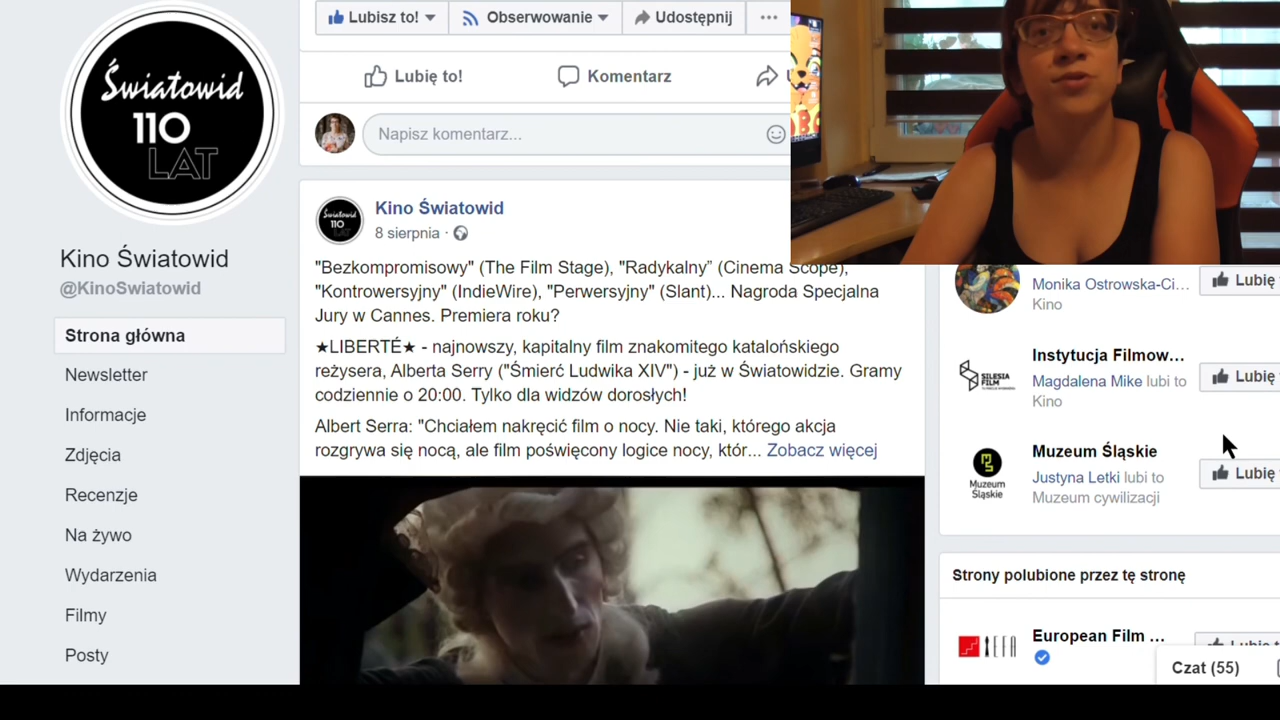 Światowid
110
LAT
Kino Światowid
@KinoSwiatowid
Strona główna
Newsletter
Informacje
Zdjęcia
Recenzje
Na żywo
Wydarzenia
Filmy
Posty
Lubisz to!
Obserwowanie
Udostępnij
Lubię to!
Komentarz
Napisz komentarz...
Światowid
110
LAT
Kino Światowid
8 sierpnia ·
"Bezkompromisowy" (The Film Stage), "Radykalny” (Cinema Scope),
"Kontrowersyjny" (IndieWire), "Perwersyjny" (Slant)... Nagroda Specjalna
Jury w Cannes. Premiera roku?
★LIBERTÉ★ - najnowszy, kapitalny film znakomitego katalońskiego
reżysera, Alberta Serry ("Śmierć Ludwika XIV") - już w Światowidzie. Gramy
codziennie o 20:00. Tylko dla widzów dorosłych!
Albert Serra: "Chciałem nakręcić film o nocy. Nie taki, którego akcja
rozgrywa się nocą, ale film poświęcony logice nocy, któr... Zobacz więcej
Monika Ostrowska-Ci...
Kino
Lubię
SILESIA
FILM
Instytucja Filmow...
Magdalena Mike lubi to
Kino
Lubię
Muzeum
Śląskie
Muzeum Śląskie
Justyna Letki lubi to
Muzeum cywilizacji
Lubię
Strony polubione przez tę stronę
European Film ...
Lubię
Czat (55)